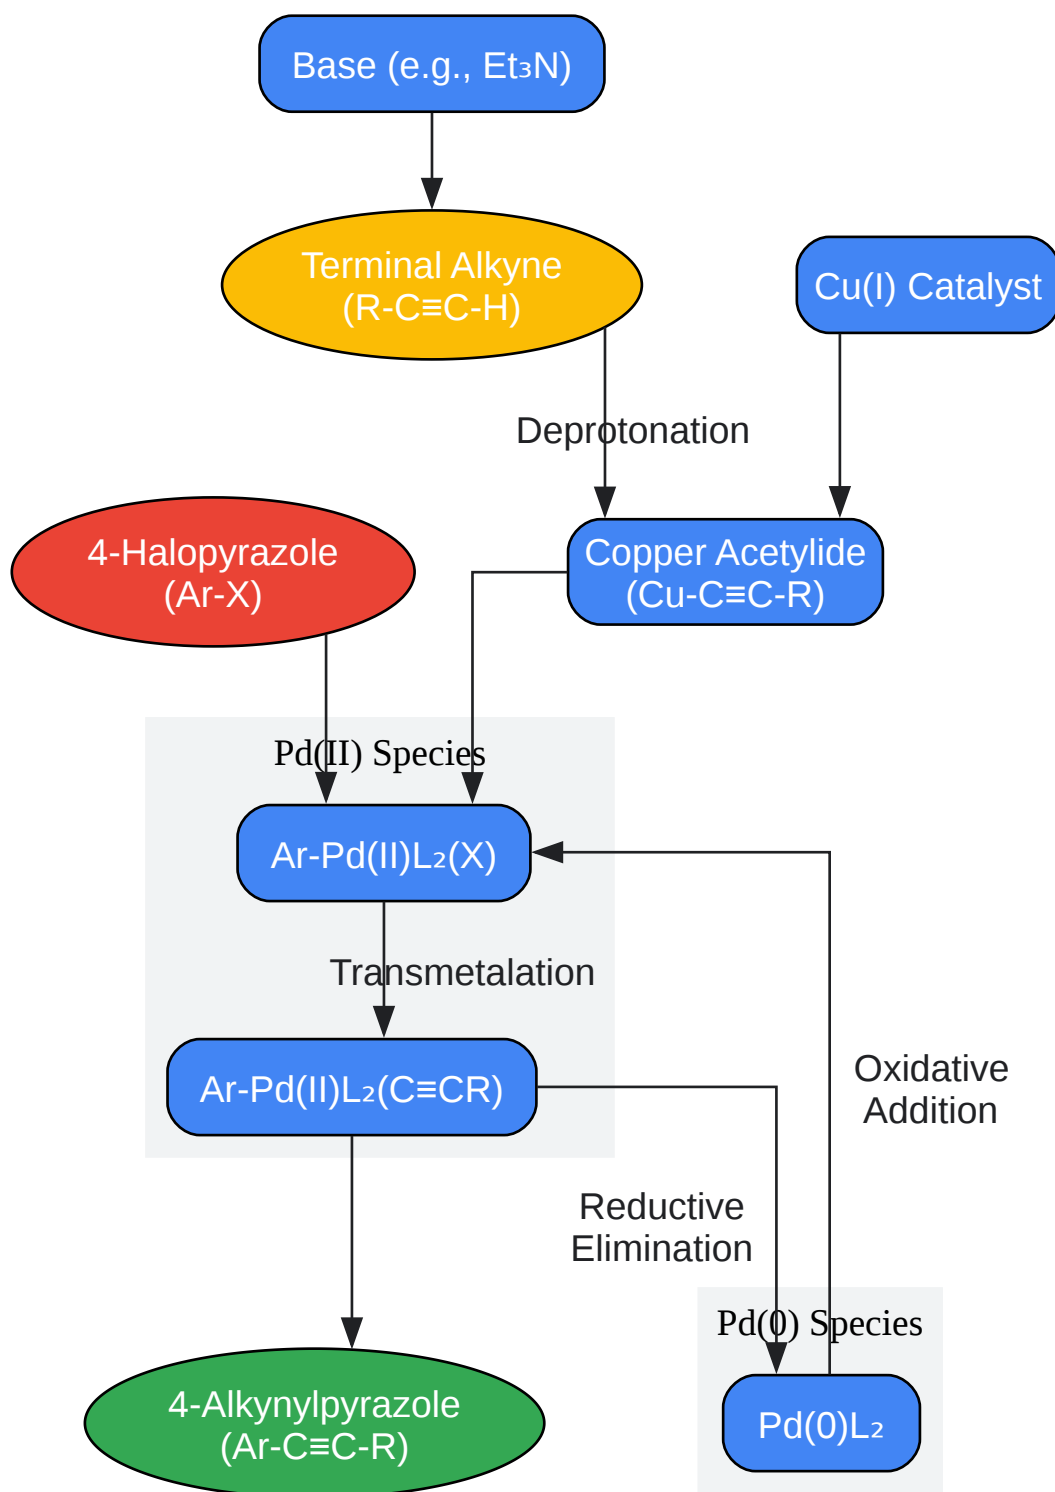 Base (e.g., Et₃N)
Terminal Alkyne
(R-C≡C-H)
Cu(I) Catalyst
Deprotonation
4-Halopyrazole
(Ar-X)
Copper Acetylide
(Cu-C≡C-R)
Pd(II) Species
Ar-Pd(II)L₂(X)
Transmetalation
Ar-Pd(II)L₂(C≡CR)
Oxidative
Addition
Reductive
Elimination
Pd(0) Species
4-Alkynylpyrazole
(Ar-C≡C-R)
Pd(0)L₂